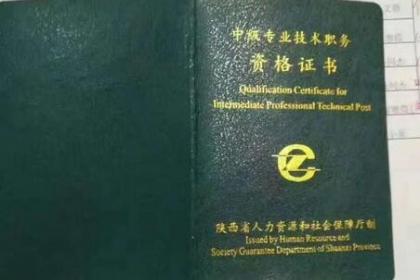 中级专业技术职务
资格证书
Qualification Certificate for
Intermediate Professional Technical Post
陕西省人力资源和社会保障厅制
Issued by Human Resource and
Society Guarantee Department of Shaanxi Province